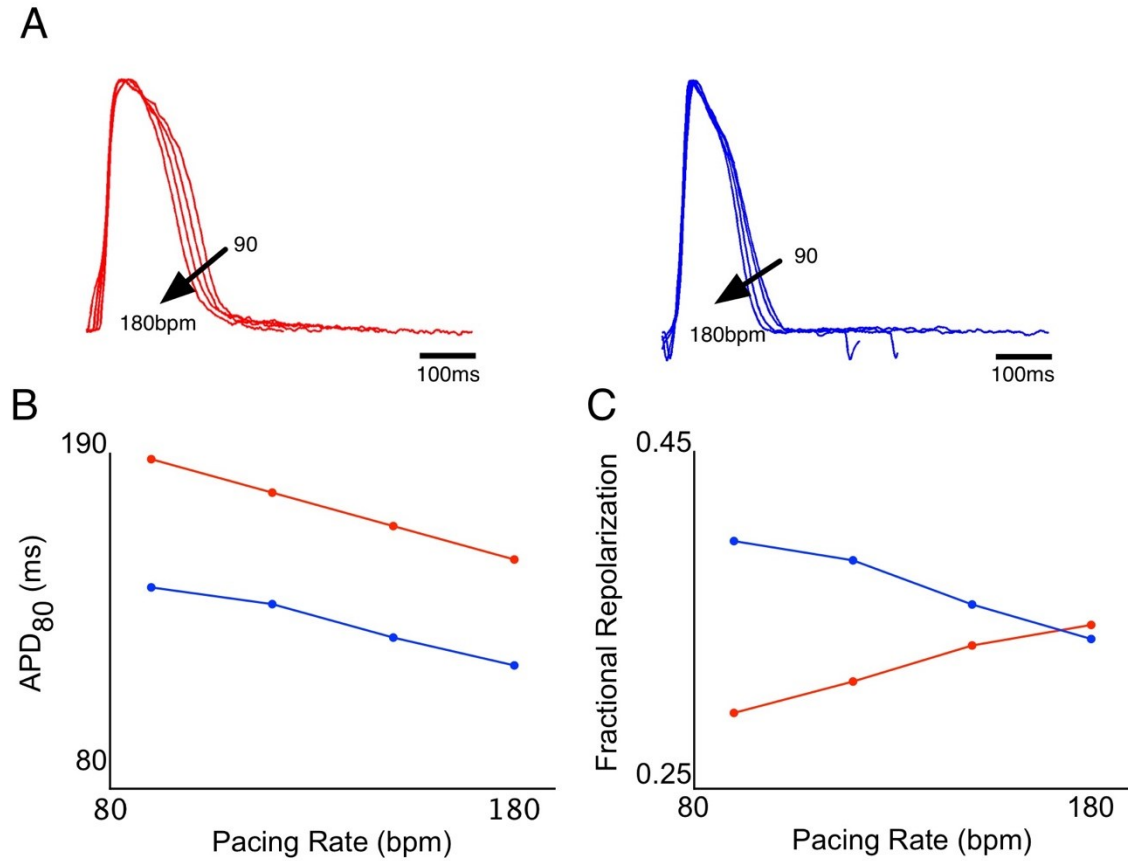 A
90
180bpm
100ms
90
180bpm
100ms
B
190
APD80 (ms)
80
80
180
Pacing Rate (bpm)
C
0.45
Fractional Repolarization
0.25
80
180
Pacing Rate (bpm)